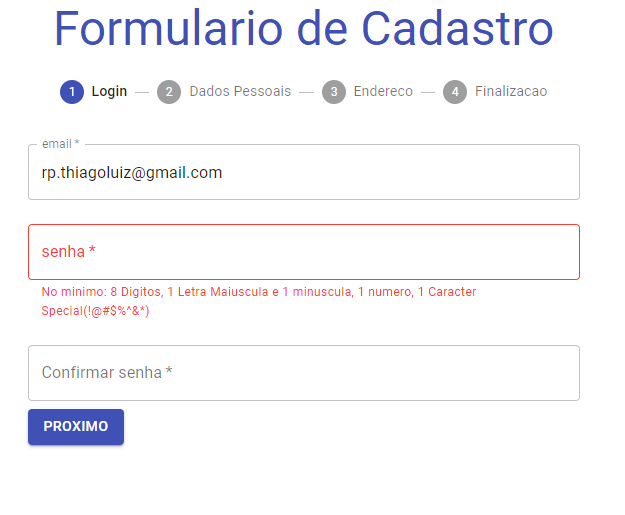 Formulario de Cadastro
1 Login 2 Dados Pessoais 3 Endereco 4 Finalizacao
email *
rp.thiagoluiz@gmail.com
senha *
No minimo: 8 Digitos, 1 Letra Maiuscula e 1 minuscula, 1 numero, 1 Caracter
Special(!@#$%^&*)
Confirmar senha *
PROXIMO